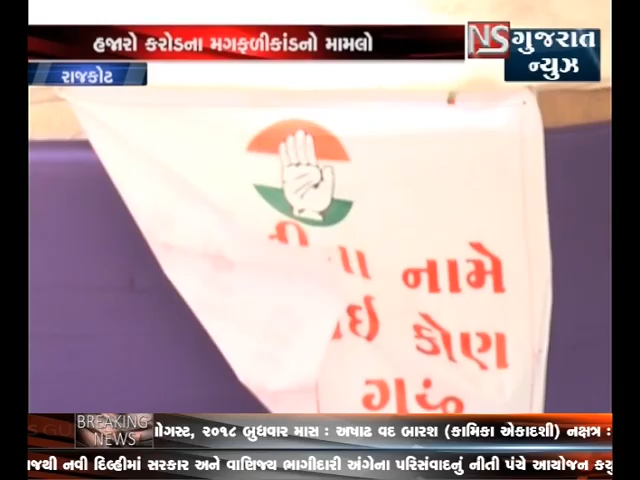 હજારો કરોડના મગફળીકાંડનો મામલો
NS ગુજરાત
ન્યુઝ
રાજકોટ
નામે
કોણ
BREAKING
NEWS
૨૦૧૮ બુધવાર માસ : અષાઢ વદ બારશ (કામિકા એકાદશી) નક્ષત્ર :
નવી દિલ્હીમાં સરકાર અને વાણિજ્ય ભાગીદારી અંગેના પરિસંવાદનું નીતી પંચે આયોજન